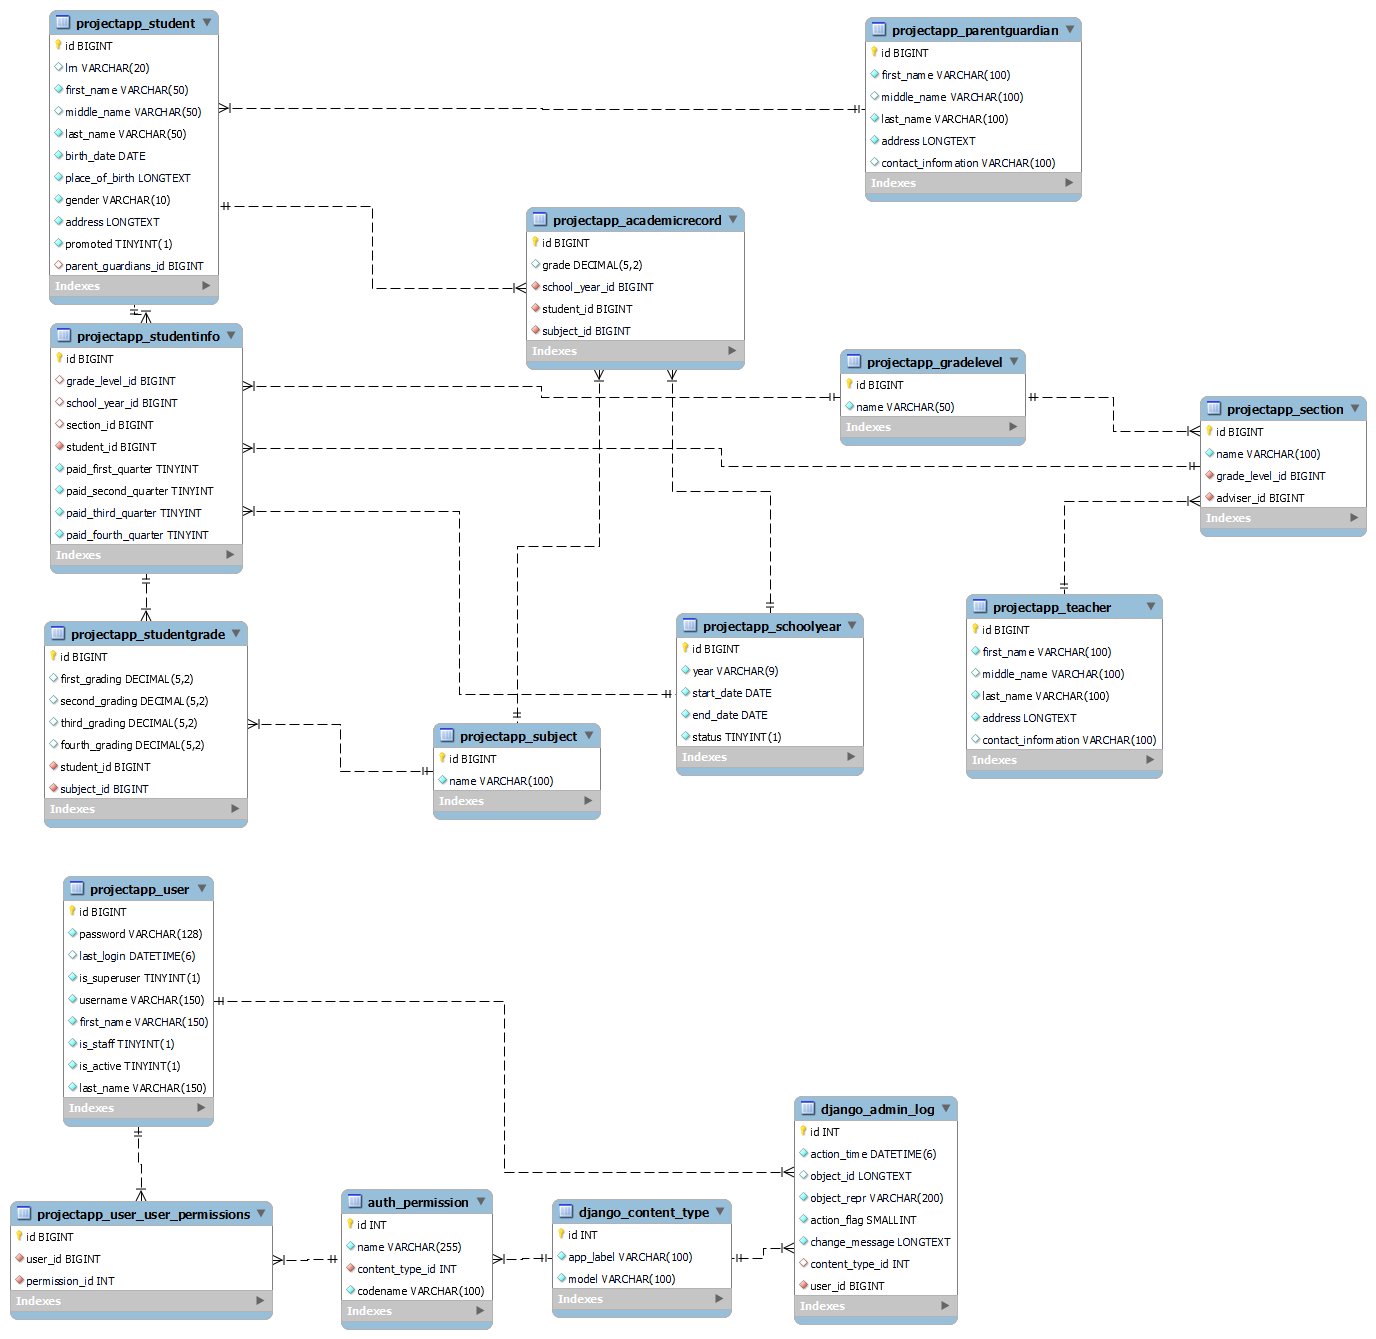 projectapp_student
id BIGINT
lrn VARCHAR(20)
first_name VARCHAR(50)
middle_name VARCHAR(50)
last_name VARCHAR(50)
birth_date DATE
place_of_birth LONGTEXT
gender VARCHAR(10)
address LONGTEXT
promoted TINYINT(1)
parent_guardians_id BIGINT
Indexes
projectapp_parentguardian
id BIGINT
first_name VARCHAR(100)
middle_name VARCHAR(100)
last_name VARCHAR(100)
address LONGTEXT
contact_information VARCHAR(100)
Indexes
projectapp_academicrecord
id BIGINT
grade DECIMAL(5,2)
school_year_id BIGINT
student_id BIGINT
subject_id BIGINT
Indexes
projectapp_studentinfo
id BIGINT
grade_level_id BIGINT
school_year_id BIGINT
section_id BIGINT
student_id BIGINT
paid_first_quarter TINYINT
paid_second_quarter TINYINT
paid_third_quarter TINYINT
paid_fourth_quarter TINYINT
Indexes
projectapp_gradelevel
id BIGINT
name VARCHAR(50)
Indexes
projectapp_section
id BIGINT
name VARCHAR(100)
grade_level_id BIGINT
adviser_id BIGINT
Indexes
projectapp_studentgrade
id BIGINT
first_grading DECIMAL(5,2)
second_grading DECIMAL(5,2)
third_grading DECIMAL(5,2)
fourth_grading DECIMAL(5,2)
student_id BIGINT
subject_id BIGINT
Indexes
projectapp_subject
id BIGINT
name VARCHAR(100)
Indexes
projectapp_schoolyear
id BIGINT
year VARCHAR(9)
start_date DATE
end_date DATE
status TINYINT(1)
Indexes
projectapp_teacher
id BIGINT
first_name VARCHAR(100)
middle_name VARCHAR(100)
last_name VARCHAR(100)
address LONGTEXT
contact_information VARCHAR(100)
Indexes
projectapp_user
id BIGINT
password VARCHAR(128)
last_login DATETIME(6)
is_superuser TINYINT(1)
username VARCHAR(150)
first_name VARCHAR(150)
is_staff TINYINT(1)
is_active TINYINT(1)
last_name VARCHAR(150)
Indexes
projectapp_user_user_permissions
id BIGINT
user_id BIGINT
permission_id INT
Indexes
auth_permission
id INT
name VARCHAR(255)
content_type_id INT
codename VARCHAR(100)
Indexes
django_content_type
id INT
app_label VARCHAR(100)
model VARCHAR(100)
Indexes
django_admin_log
id INT
action_time DATETIME(6)
object_id LONGTEXT
object_repr VARCHAR(200)
action_flag SMALLINT
change_message LONGTEXT
content_type_id INT
user_id BIGINT
Indexes